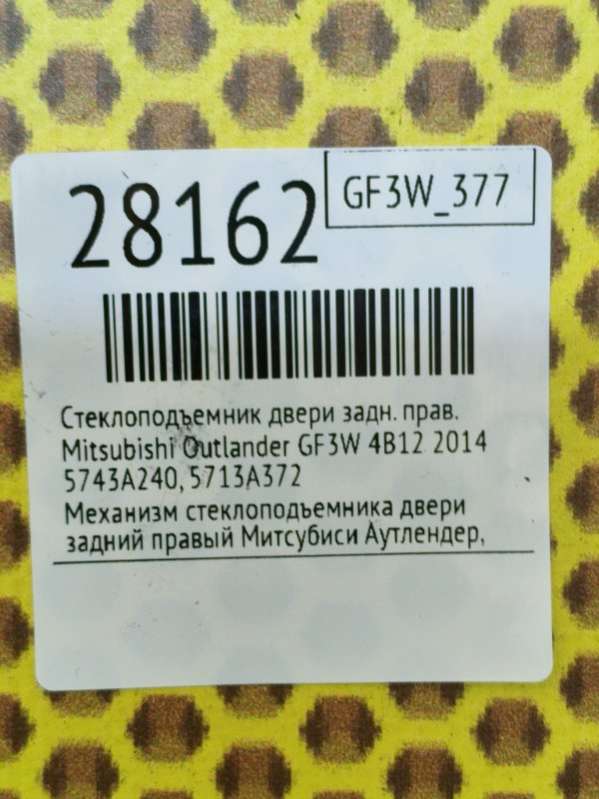 28162
GF3W_377
Стеклоподъемник двери задн. прав.
Mitsubishi Outlander GF3W 4B12 2014
5743A240, 5713A372
Механизм стеклоподъемника двери
задний правый Митсубиси Аутлендер,